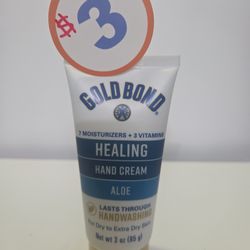 $3
GOLD BOND
7 MOISTURIZERS + 3 VITAMINS
HEALING
HAND CREAM
ALOE
LASTS THROUGH
HANDWASHING
For Dry to Extra Dry Skin
Net Wt 3 oz (85 g)